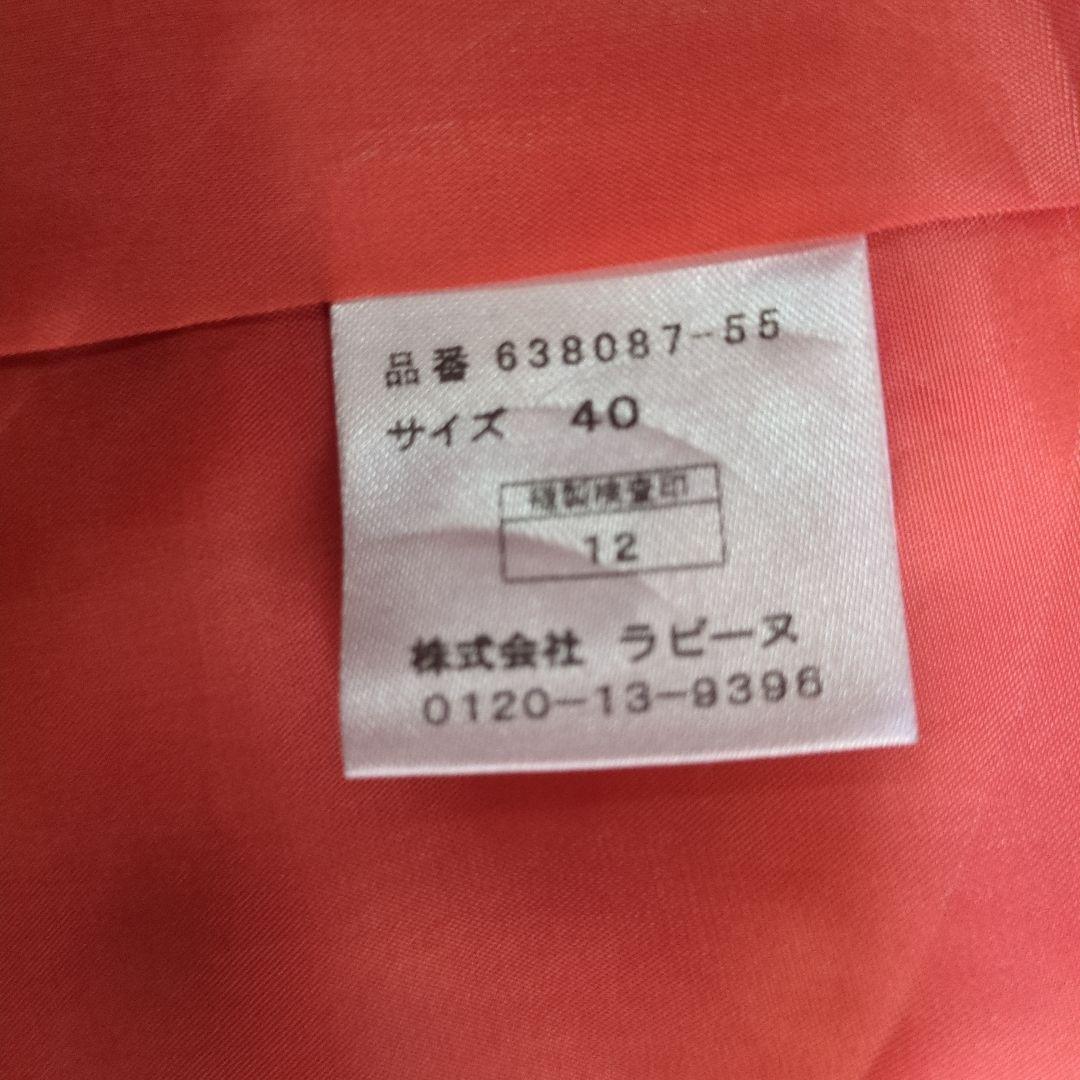 品番 638087-55
サイズ 40
縫製検査印
12
株式会社 ラピーヌ
0120-13-9396